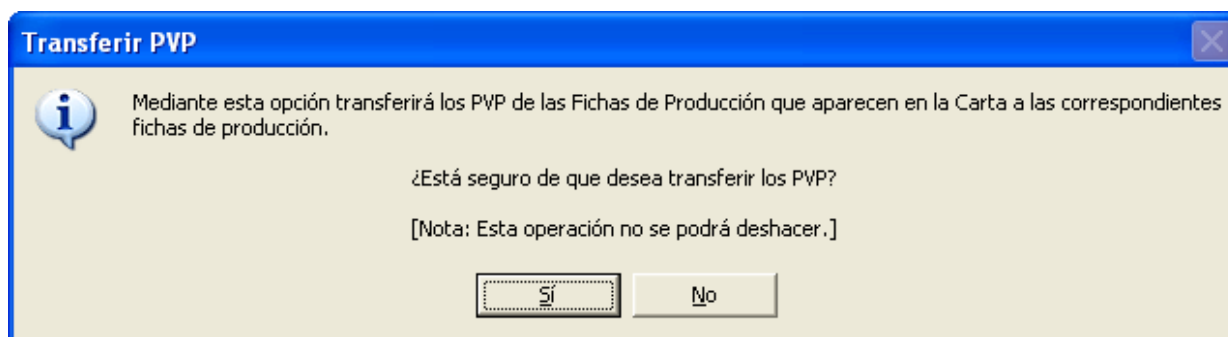 Transferir PVP
Mediante esta opción transferirá los PVP de las Fichas de Producción que aparecen en la Carta a las correspondientes
fichas de producción.
¿Está seguro de que desea transferir los PVP?
[Nota: Esta operación no se podrá deshacer.]
Sí No